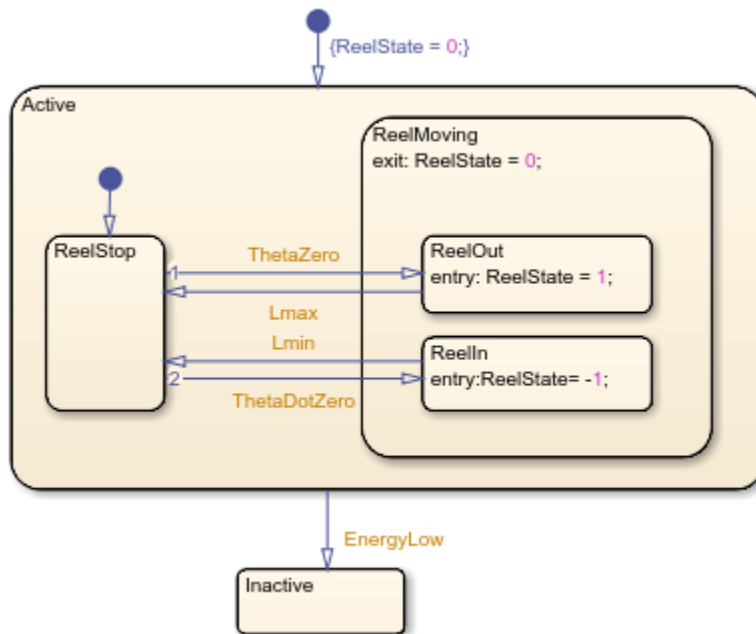 {ReelState = 0;}
Active
ReelMoving
exit: ReelState = 0;
ReelStop
ThetaZero
1
ReelOut
entry: ReelState = 1;
Lmax
Lmin
ReelIn
entry:ReelState= -1;
2
ThetaDotZero
EnergyLow
Inactive